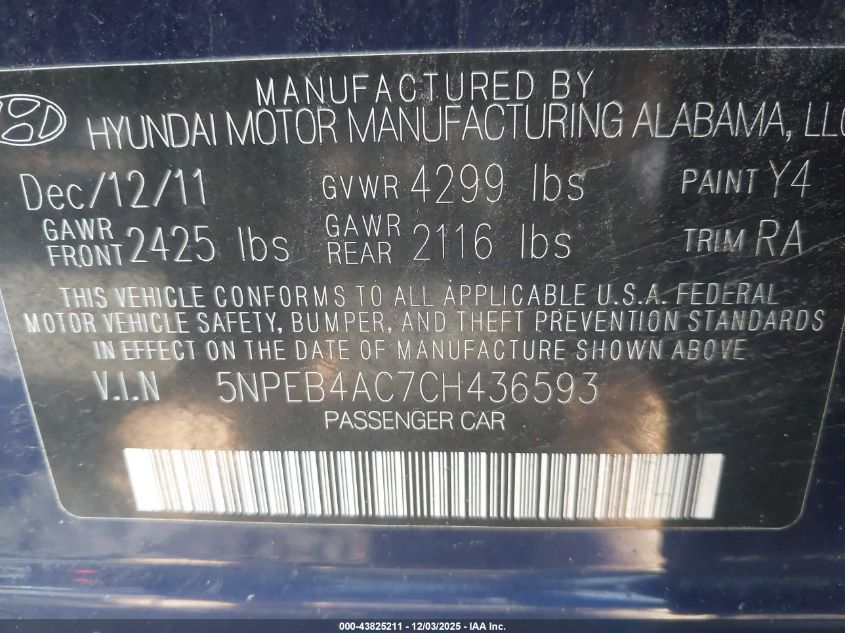 MANUFACTURED BY
HYUNDAI MOTOR MANUFACTURING ALABAMA, LLC
Dec/12/11 GVWR 4299 lbs PAINT Y4
GAWR FRONT 2425 lbs GAWR REAR 2116 lbs TRIM RA
THIS VEHICLE CONFORMS TO ALL APPLICABLE U.S.A. FEDERAL
MOTOR VEHICLE SAFETY, BUMPER, AND THEFT PREVENTION STANDARDS
IN EFFECT ON THE DATE OF MANUFACTURE SHOWN ABOVE
V.I.N 5NPEB4AC7CH436593
PASSENGER CAR
000-43825211 - 12/03/2025 - IAA Inc.